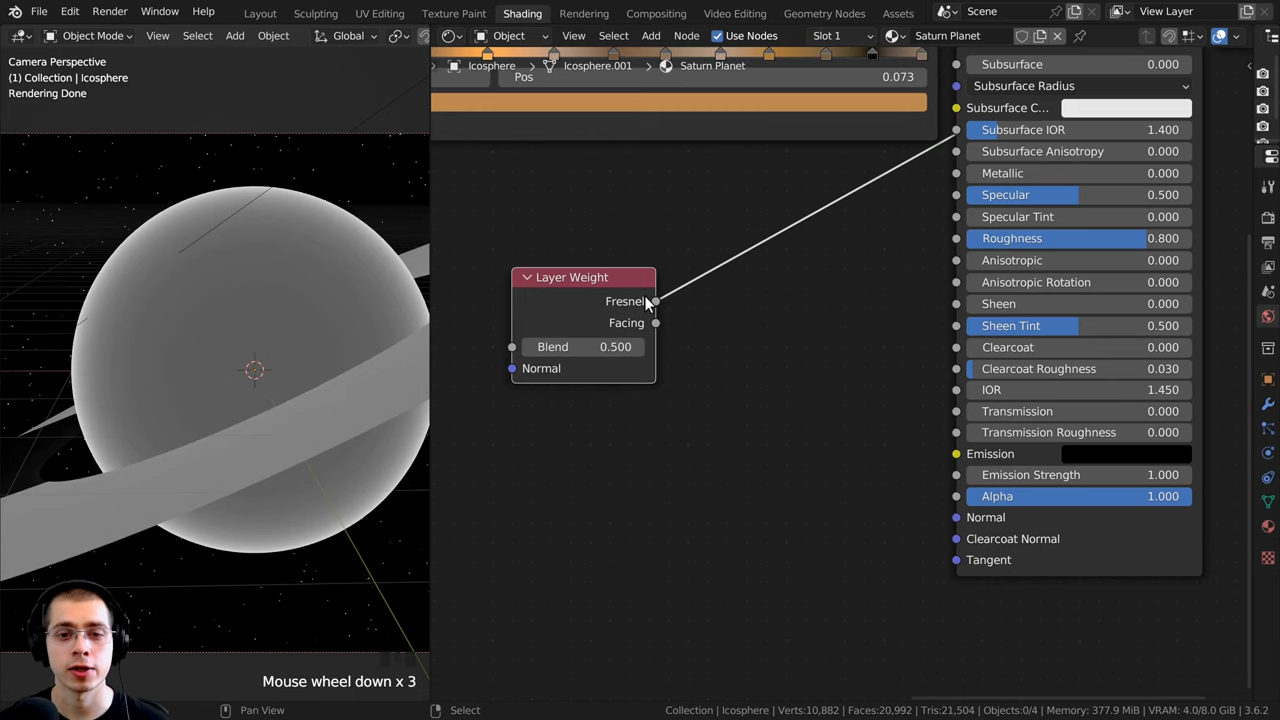 File Edit Render Window Help Layout Sculpting UV Editing Texture Paint Shading Rendering Compositing Video Editing Geometry Nodes Assets Scene View Layer
Object Mode View Select Add Object Global Object View Select Add Node Use Nodes Slot 1 Saturn Planet
Camera Perspective
(1) Collection | Icosphere
Rendering Done
Icosphere Icosphere.001 Saturn Planet
Pos 0.073
Subsurface 0.000
Subsurface Radius
Subsurface C...
Subsurface IOR 1.400
Subsurface Anisotropy 0.000
Metallic 0.000
Specular 0.500
Specular Tint 0.000
Roughness 0.800
Anisotropic 0.000
Anisotropic Rotation 0.000
Sheen 0.000
Sheen Tint 0.500
Clearcoat 0.000
Clearcoat Roughness 0.030
IOR 1.450
Transmission 0.000
Transmission Roughness 0.000
Emission
Emission Strength 1.000
Alpha 1.000
Normal
Clearcoat Normal
Tangent
Layer Weight
Fresnel
Facing
Blend 0.500
Normal
Mouse wheel down x 3
Pan View Select Collection | Icosphere | Verts:10,882 | Faces:20,992 | Tris:21,504 | Objects:0/4 | Memory: 377.9 MiB | VRAM: 4.0/8.0 GiB | 3.6.2